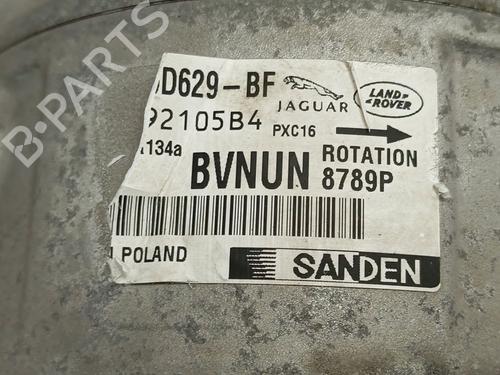 D629-BF JAGUAR LAND ROVER
92105B4 PXC16
134a BVNUN ROTATION
8789P
POLAND SANDEN
B-PARTS